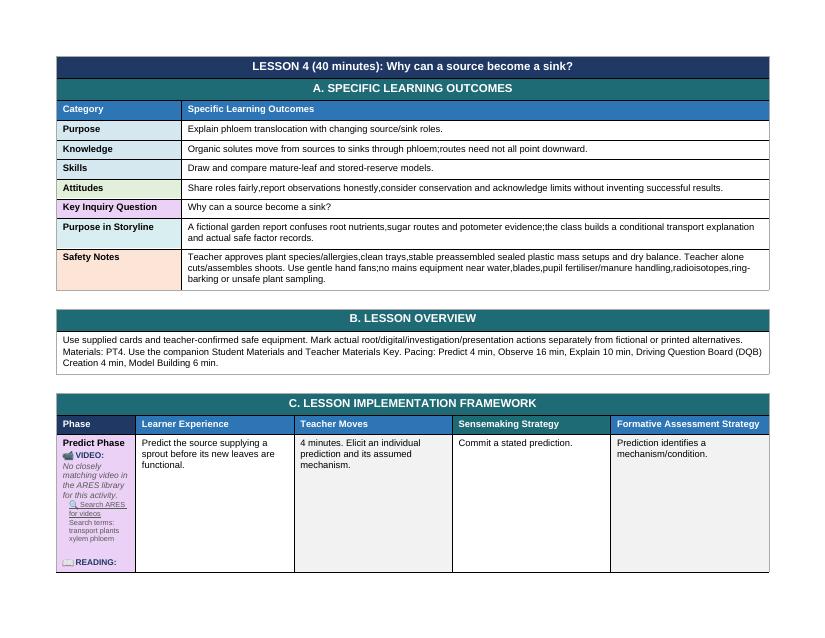 LESSON 4 (40 minutes): Why can a source become a sink?
A. SPECIFIC LEARNING OUTCOMES
Category
Specific Learning Outcomes
Purpose
Explain phloem translocation with changing source/sink roles.
Knowledge
Organic solutes move from sources to sinks through phloem;routes need not all point downward.
Skills
Draw and compare mature-leaf and stored-reserve models.
Attitudes
Share roles fairly,report observations honestly,consider conservation and acknowledge limits without inventing successful results.
Key Inquiry Question
Why can a source become a sink?
Purpose in Storyline
A fictional garden report confuses root nutrients,sugar routes and potometer evidence;the class builds a conditional transport explanation
and actual safe factor records.
Safety Notes
Teacher approves plant species/allergies,clean trays,stable preassembled sealed plastic mass setups and dry balance. Teacher alone
cuts/assembles shoots. Use gentle hand fans;no mains equipment near water,blades,pupil fertiliser/manure handling,radioisotopes,ring-
barking or unsafe plant sampling.
B. LESSON OVERVIEW
Use supplied cards and teacher-confirmed safe equipment. Mark actual root/digital/investigation/presentation actions separately from fictional or printed alternatives.
Materials: PT4. Use the companion Student Materials and Teacher Materials Key. Pacing: Predict 4 min, Observe 16 min, Explain 10 min, Driving Question Board (DQB)
Creation 4 min, Model Building 6 min.
C. LESSON IMPLEMENTATION FRAMEWORK
Phase
Learner Experience
Teacher Moves
Sensemaking Strategy
Formative Assessment Strategy
Predict Phase
VIDEO:
No closely
matching video in
the ARES library
for this activity.
Search ARES
for videos
Search terms:
transport plants
xylem phloem
READING:
Predict the source supplying a
sprout before its new leaves are
functional.
4 minutes. Elicit an individual
prediction and its assumed
mechanism.
Commit a stated prediction.
Prediction identifies a
mechanism/condition.